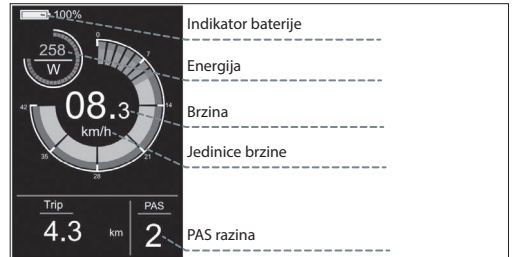 100%
Indikator baterije
0
7
258
W
Energija
42
08.3
14
Brzina
km/h
Jedinice brzine
35
21
28
Trip
PAS
4.3 km
2
PAS razina